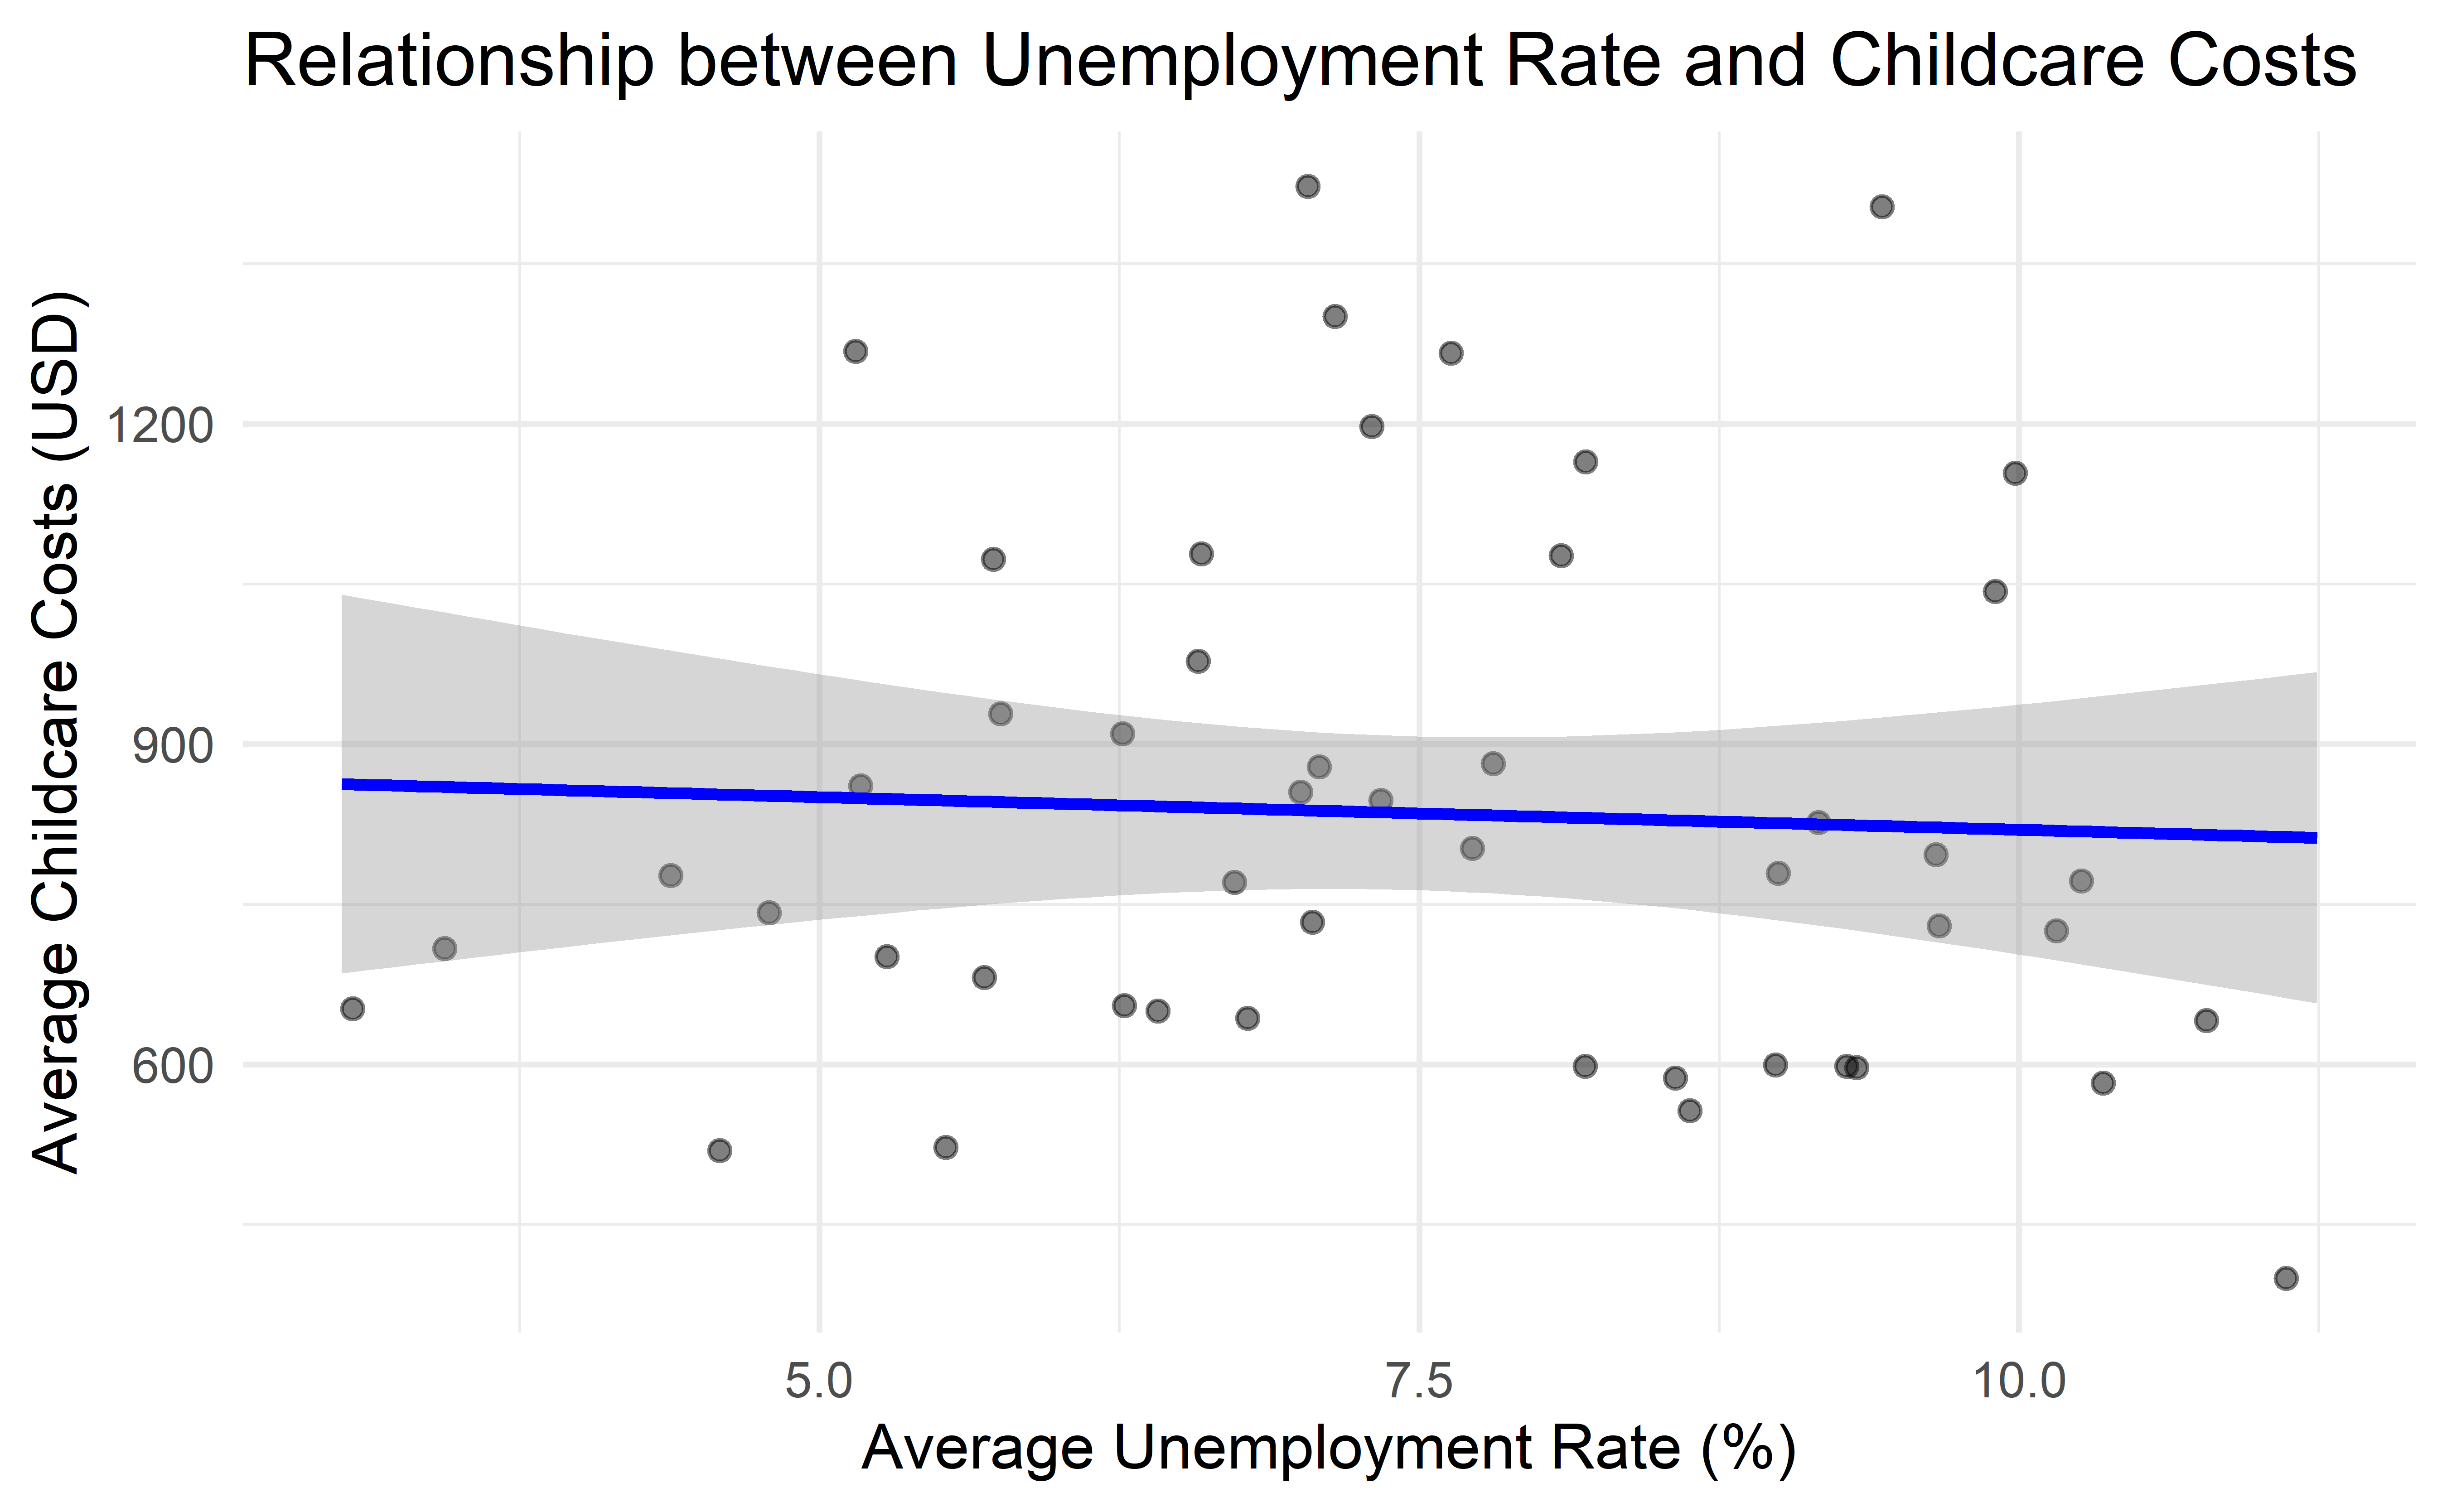 Relationship between Unemployment Rate and Childcare Costs
Average Childcare Costs (USD)
1200
900
600
5.0 7.5 10.0
Average Unemployment Rate (%)